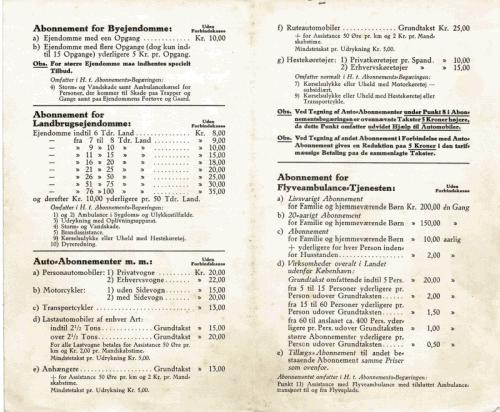 Abonnement for Byejendomme: Uden Forbindskasse
a) Ejendomme med een Opgang . . . . . . . . Kr. 10,00
b) Ejendomme med flere Opgange (dog kun indtil
15 Opgange) yderligere 5 Kr. pr. Opgang.
Obs. For større Ejendomme maa indhentes specielt
Tilbud.
Omfatter i H. t. Abonnements-Begæringen:
4) Storm- og Vandskade samt Ambulancekørsel for
Personer, der kommer til Skade paa Trapper og
Gange samt paa Ejendommens Fortove og Gaard.
Abonnement for
Landbrugsejendomme: Uden Forbindskasse
Ejendomme indtil 6 Tdr. Land . . . . . . . Kr. 8,00
— fra 7 til 8 Tdr. Land . . . » 9,00
— » 9 » 10 » » 10,00
— » 11 » 15 » » 15,00
— » 16 » 20 » » 18,00
— » 21 » 25 » » 20,00
— » 26 » 50 » » 25,00
— » 51 » 75 » » 30,00
— » 76 » 100 » » 35,00
og derefter Kr. 10,00 yderligere pr. 50 Tdr. Land.
Omfatter i H. t. Abonnements-Begæringen:
1) og 2) Ambulance i Sygdoms- og Ulykkestilfælde.
3) Udrykning med Oplivningsapparat.
4) Storm- og Vandskade.
5) Brandassistance.
9) Kørselsulykke eller Uheld med Hestekøretøj.
10) Dyreredning.
Auto-Abonnementer m. m.: Uden Forbindskasse
a) Personautomobiler: 1) Privatvogne . . . . Kr. 20,00
2) Erhvervsvogne . . » 22,00
b) Motorcykler: 1) uden Sidevogn . . . . . » 15,00
2) med Sidevogn . . . . . » 20,00
c) Transportcykler . . . . . . . . . . » 13,00
d) Lastautomobiler af enhver Art:
indtil 2½ Tons . . . . . . . Grundtakst » 15,00
over 2½ Tons . . . . . . . . Grundtakst » 20,00
For alle Lastvogne betales for Assistance 50 Øre pr.
km og Kr. 2,00 pr. Mandskabstime.
Mindstetakst pr. Udrykning Kr. 5,00.
e) Anhængere . . . . . . . . . Grundtakst » 13,00
+ for Assistance 50 Øre pr. km og 2 Kr. pr. Mandskabstime.
Mindstetakst pr. Udrykning Kr. 5,00.
f) Ruteautomobiler . . . . . . Grundtakst Kr. 25,00
+ for Assistance 50 Øre pr. km og 2 Kr. pr. Mandskabstime.
Mindstetakst pr. Udrykning Kr. 5,00.
g) Hestekøretøjer: 1) Privatkøretøjer pr. Spand. » 10,00
2) Erhvervskøretøjer . . . . » 15,00
Omfatter normalt i H. t. Abonnements-Begæringen:
7) Kørselsulykke eller Uheld med Motorkøretøj —
subsidiært.
9) Kørselsulykke eller Uheld med Hestekøretøj eller
Transportcykle.
Obs. Ved Tegning af Auto-Abonnementer under Punkt 8 i Abonnementsbegæringen
er ovennævnte Takster 5 Kroner højere,
da dette Punkt omfatter udvidet Hjælp til Automobiler.
Obs. Ved Tegning af andet Abonnement i Forbindelse med Auto-Abonnement
gives en Reduktion paa 5 Kroner i den tarifmæssige
Betaling paa de sammenlagte Takster.
Abonnement for
Flyveambulance-Tjenesten: Uden Forbindskasse
a) Livsvarigt Abonnement
for Familie og hjemmeværende Børn Kr. 200,00 én Gang
b) 20-aarigt Abonnement
for Familie og hjemmeværende Børn » 150,00 »
c) Abonnement
for Familie og hjemmeværende Børn » 10,00 aarlig
+ yderligere for hver Person indenfor
Husstanden . . . . . . . . » 2,00 »
d) Virksomheder overalt i Landet
udenfor København:
Grundtakst omfattende indtil 5 Pers. » 20,00 »
fra 5 til 15 Personer yderligere pr.
Person udover Grundtakst . . . . » 2,00 »
fra 15 til 60 Personer yderligere pr.
Person udover Grundtakst . . . . » 1,50 »
fra 60 til ansleat ca. 400 Pers. yderligere
pr. Pers. udover Grundtakst » 1,00 »
større Abonnementer yderligere pr.
Person udover Grundtakst . . . . » 0,50 »
e) Tillægs-Abonnement til andet bestaaende
Abonnement samme Priser
som ovenfor.
Abonnementet omfatter i H. t. Abonnements-Begæringen:
Punkt 11) Assistance med Flyveambulance med tilsluttet Ambulancetransport
til og fra Flyveplads.